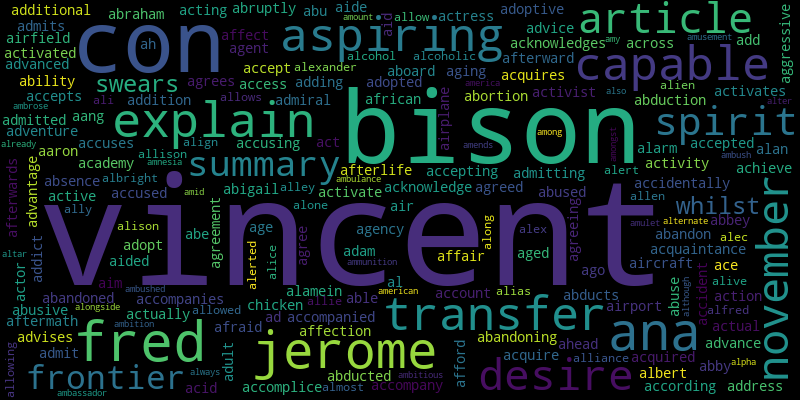 additional abraham acting abruptly abu aide adoptive
admits con aspiring aid allow actress advice article
airfield affect alcohol acknowledges across add
activated ah agent alcoholic afterward aggressive
amount amy amusement
advanced swears agrees accept alexander aboard aging acquires capable
ability access adding adopted abortion alien
accepts ali addition allows admiral african activist also abduction activates
ambrose america alter
admitted aang explain bison airplane among spirit
adventure accuses align accusing act amends amongst alarm accepted alan
already aaron allison amnesia summary afterlife accepting admitting alert activity ambush
academy ambulance achieve
absence albright abigail alley activate acknowledge agreed abused accidentally
afterwards advantage active accused alone air allen whilst
ally alison vincent november
adopt abe age agency alex agreeing alternate abbey
addict agreement alice agree adam affair along aged amulet abandon alec
altar actor aided alerted acquaintance
aim amid al ammunition ago aircraft ace
abandoned accompanies alamein able american account alias abducts abuse alive
ambushed allie although
abusive alongside actually allowed chicken transfer airport accident action alfred
aftermath ambition afraid ad accompanied ana actual
advises fred affection jerome abandoning advance
admit adult afford acquire ahead alliance acquired abby alpha
allowing frontier always acid abducted ambitious desire albert according address
ambassador accomplice almost accompany